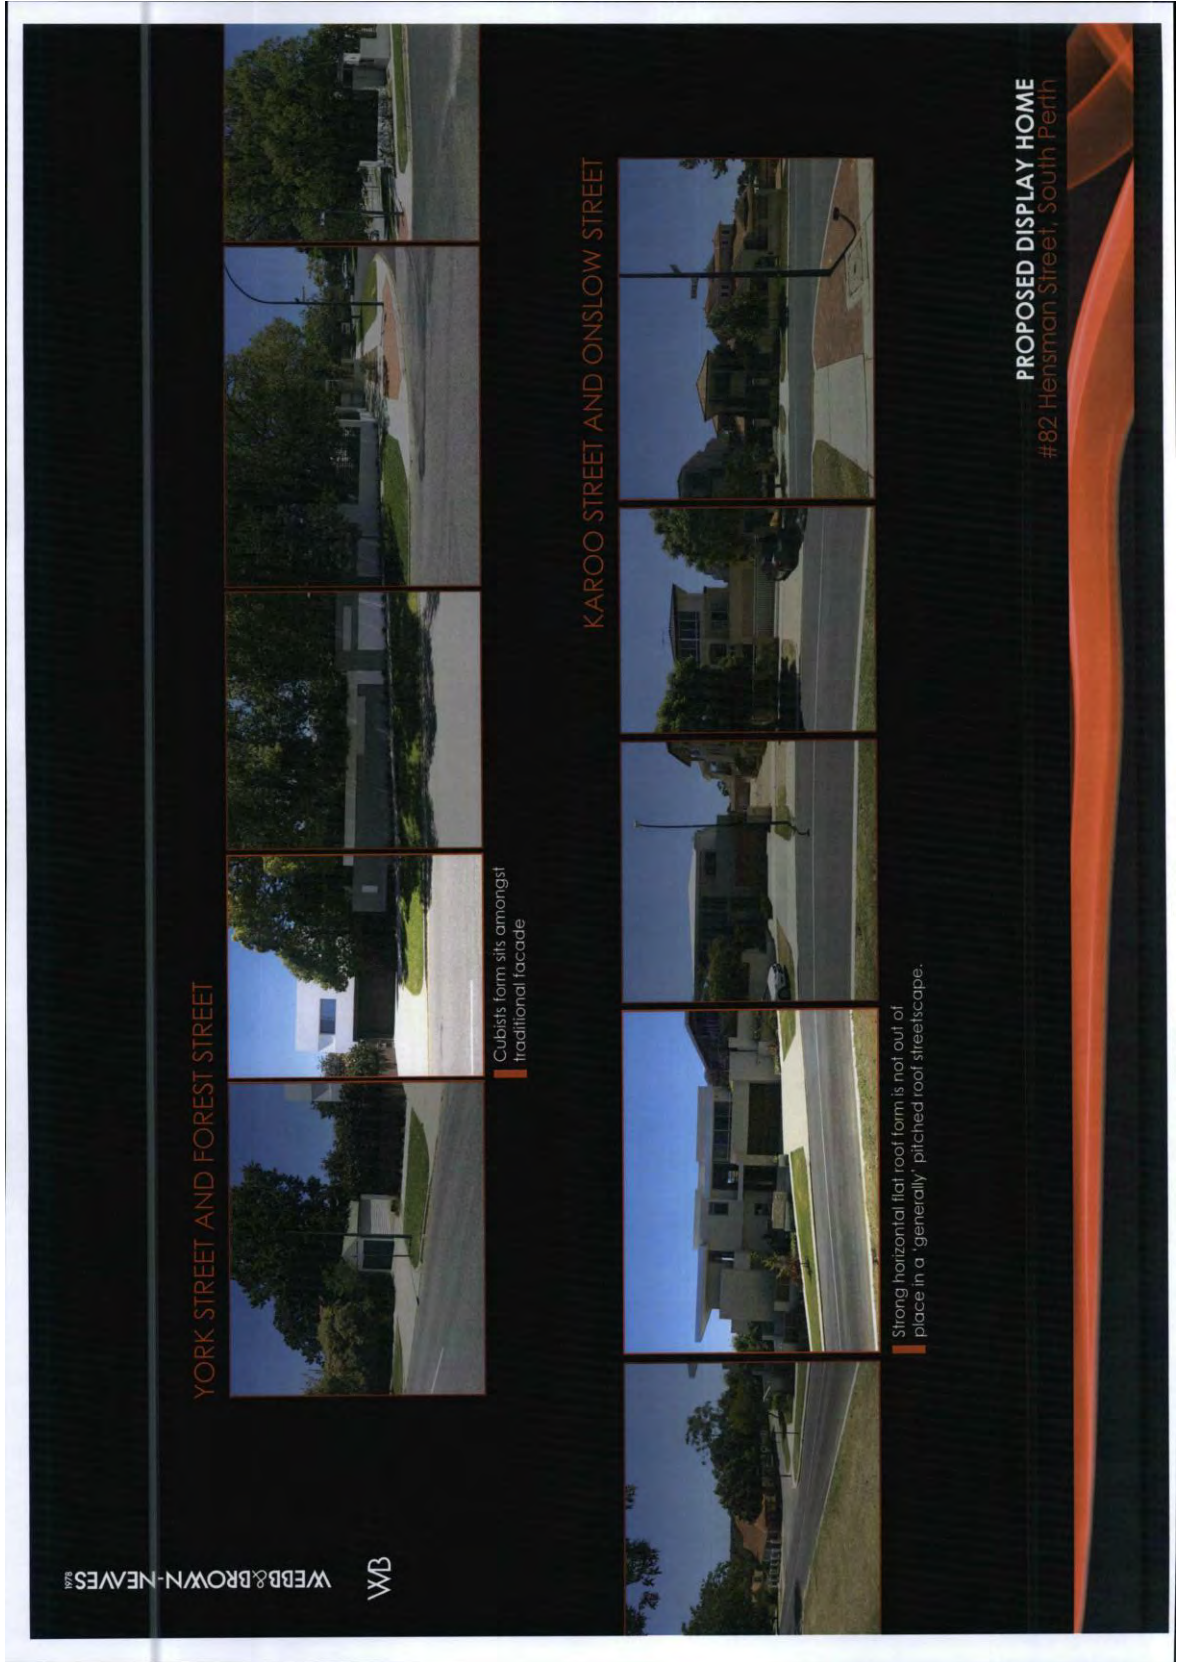 WEBB&BROWN-NEAVES 1978
WB
YORK STREET AND FOREST STREET
Cubists form sits amongst
traditional facade
KAROO STREET AND ONSLOW STREET
Strong horizontal flat roof form is not out of
place in a 'generally' pitched roof streetscape.
PROPOSED DISPLAY HOME
#82 Hensman Street, South Perth